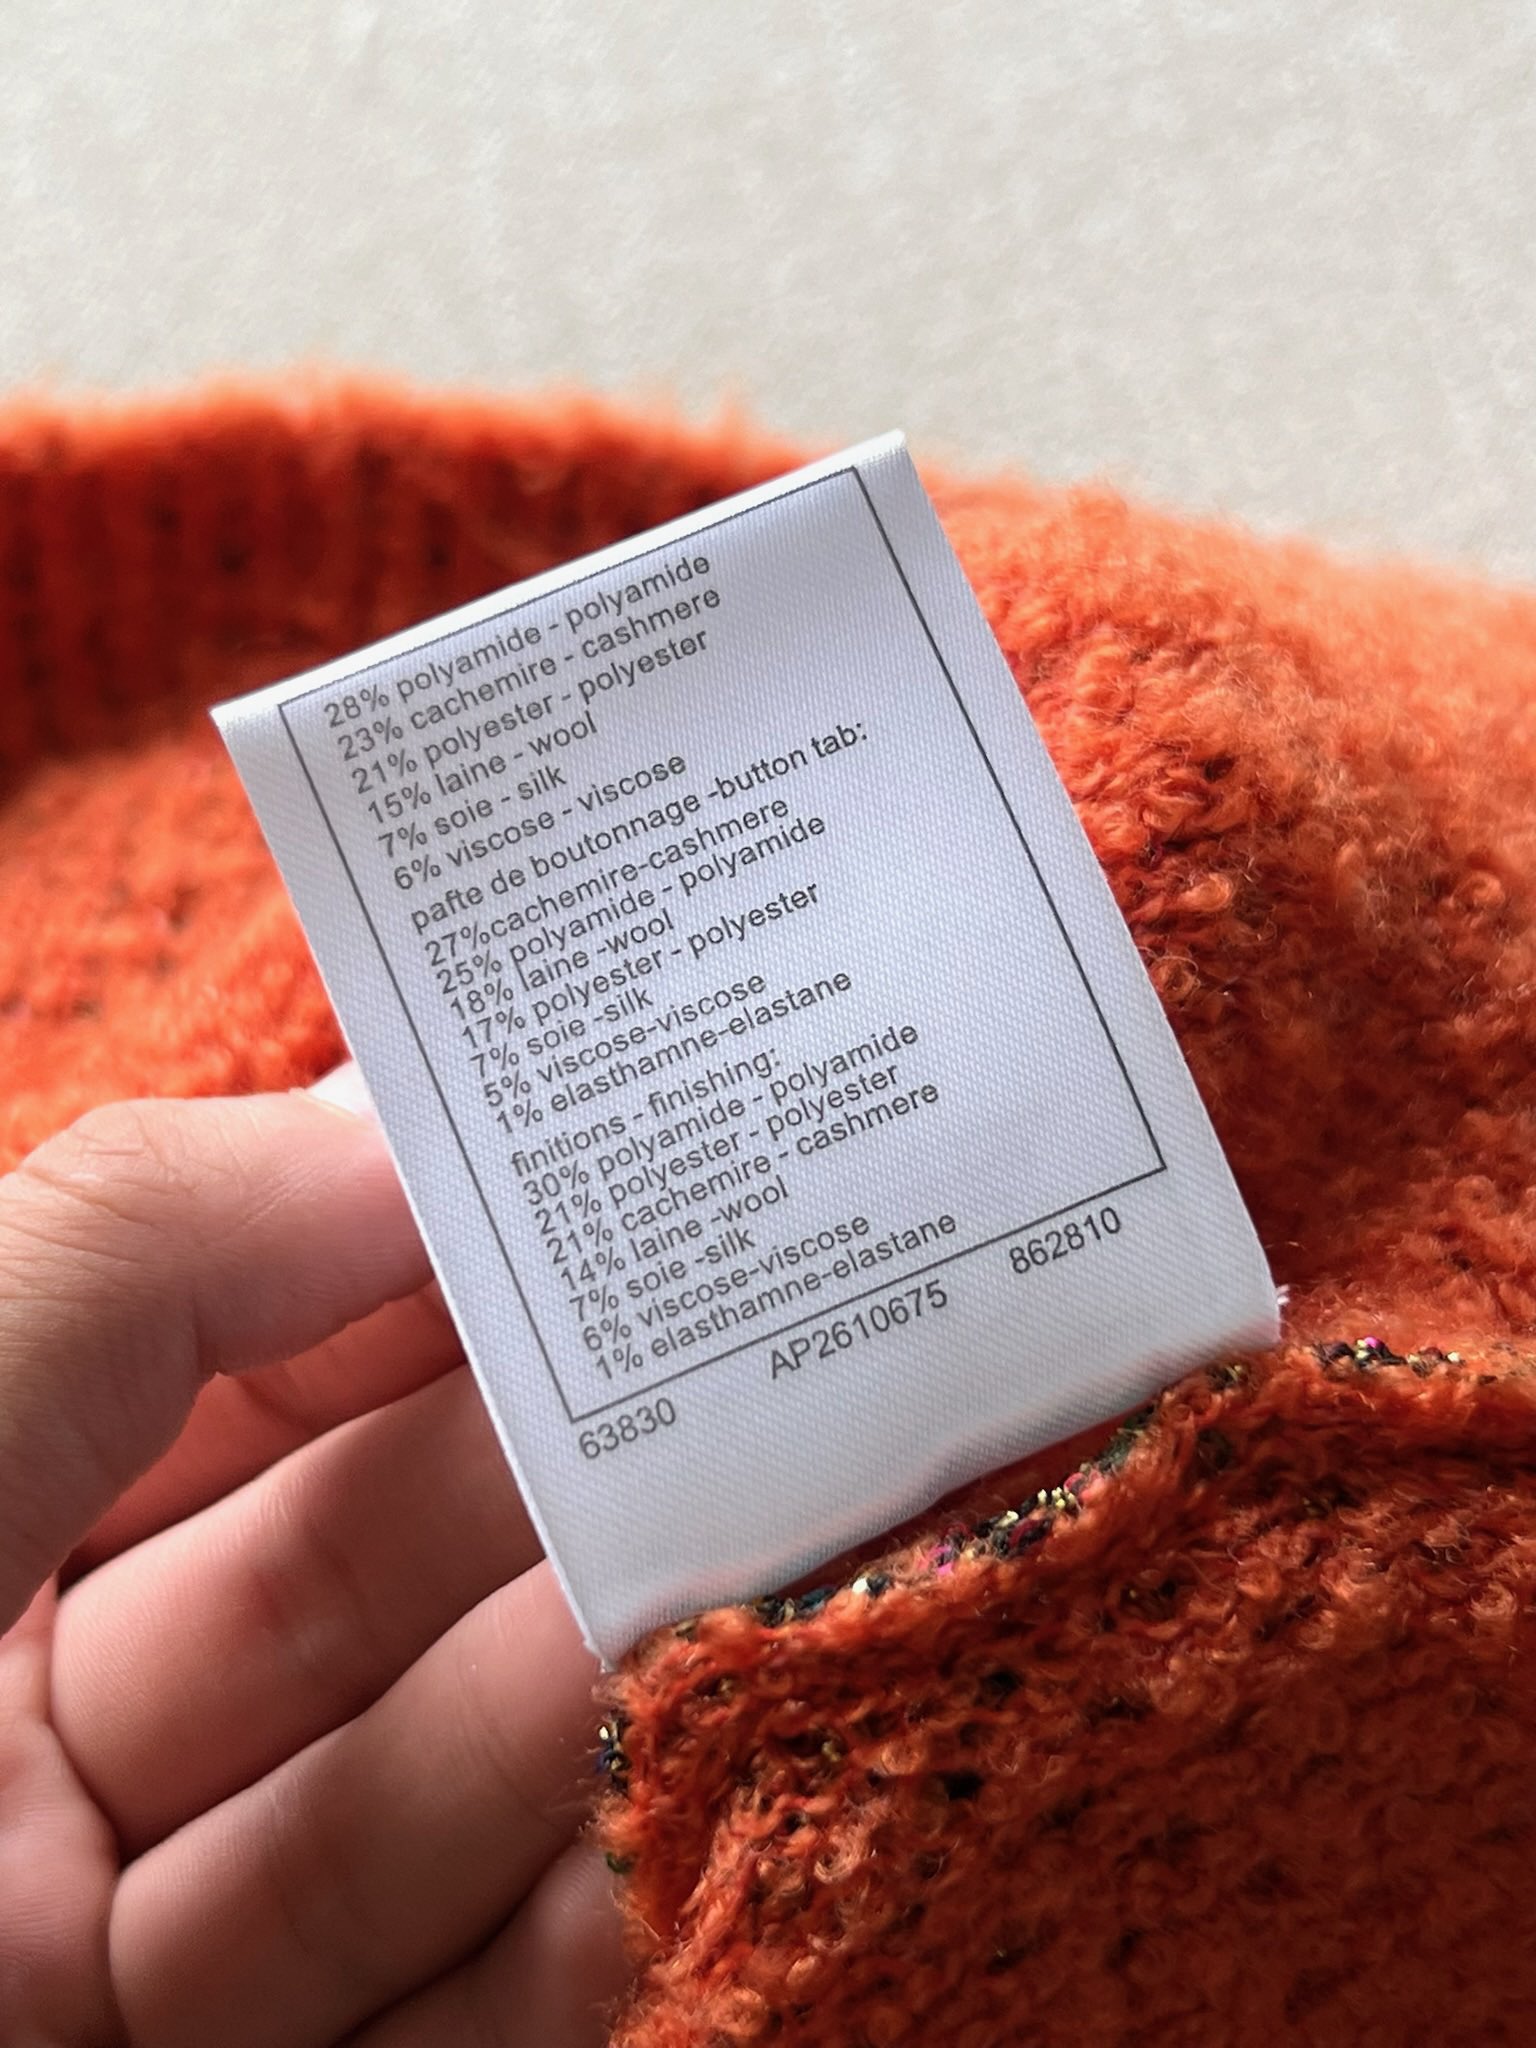 28% polyamide - polyamide
23% cachemire - cashmere
21% polyester - polyester
15% laine - wool
7% soie - silk
6% viscose - viscose
pafte de boutonnage -button tab:
27%cachemire-cashmere
25% polyamide - polyamide
18% laine -wool
17% polyester - polyester
7% soie -silk
5% viscose-viscose
1% elasthamne-elastane
finitions - finishing:
30% polyamide - polyamide
21% polyester - polyester
21% cachemire - cashmere
14% laine -wool
7% soie -silk
6% viscose-viscose
1% elasthamne-elastane
63830 AP2610675 862810